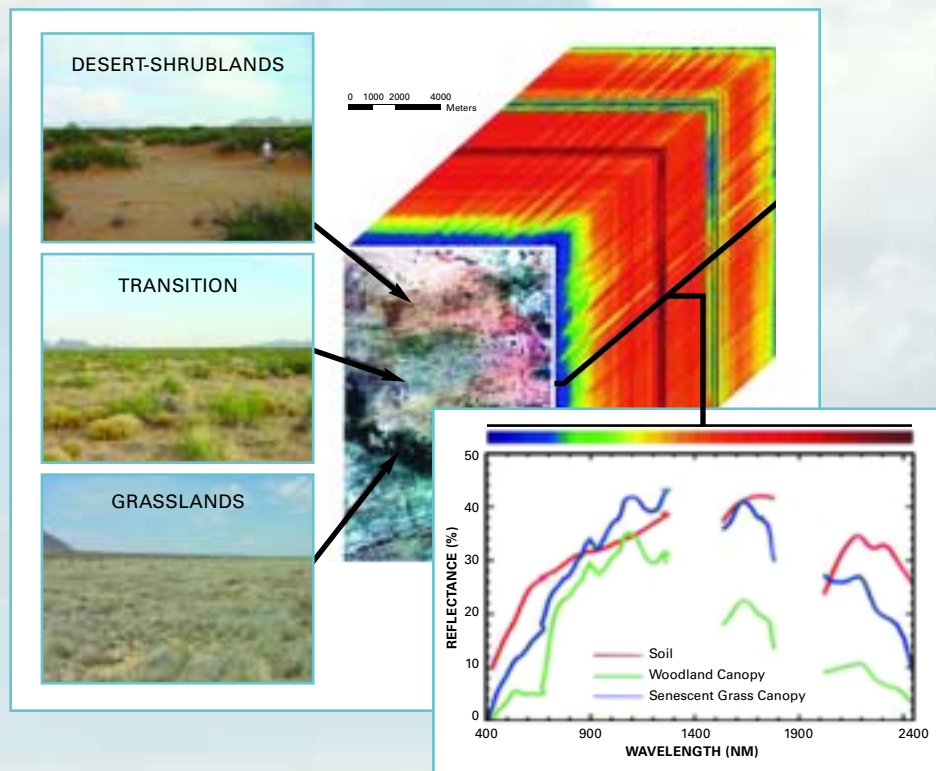 DESERT-SHRUBLANDS
0 1000 2000 4000
Meters
TRANSITION
GRASSLANDS
50
40
30
20
10
0
REFLECTANCE (%)
Soil
Woodland Canopy
Senescent Grass Canopy
400 900 1400 1900 2400
WAVELENGTH (NM)